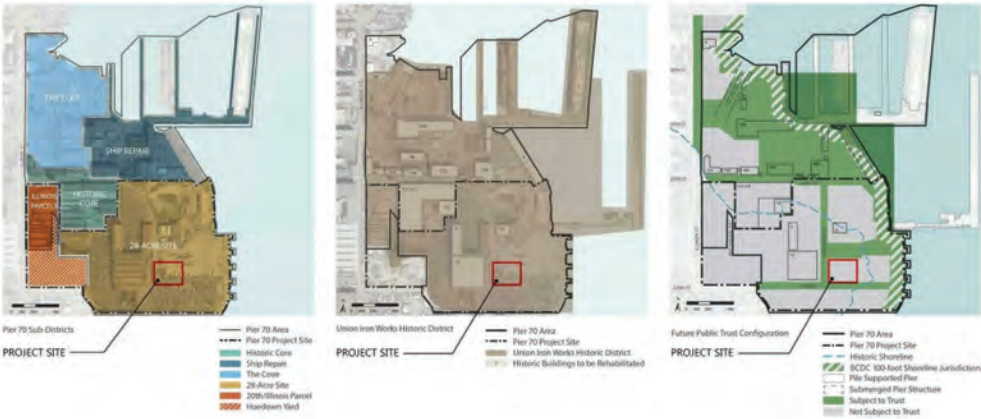 THE COVE
SHIP REPAIR
ILLINOIS
PARCELS
HISTORIC
CORE
28-ACRE SITE
Pier 70 Sub-Districts
PROJECT SITE
Pier 70 Area
Pier 70 Project Site
Historic Core
Ship Repair
The Cove
28-Acre Site
20th/Illinois Parcel
Hoedown Yard
Union Iron Works Historic District
PROJECT SITE
Pier 70 Area
Pier 70 Project Site
Union Iron Works Historic District
Historic Buildings to be Rehabilitated
Future Public Trust Configuration
PROJECT SITE
Pier 70 Area
Pier 70 Project Site
Historic Shoreline
BCDC 100-foot Shoreline Jurisdiction
Pile Supported Pier
Submerged Pier Structure
Subject to Trust
Not Subject to Trust